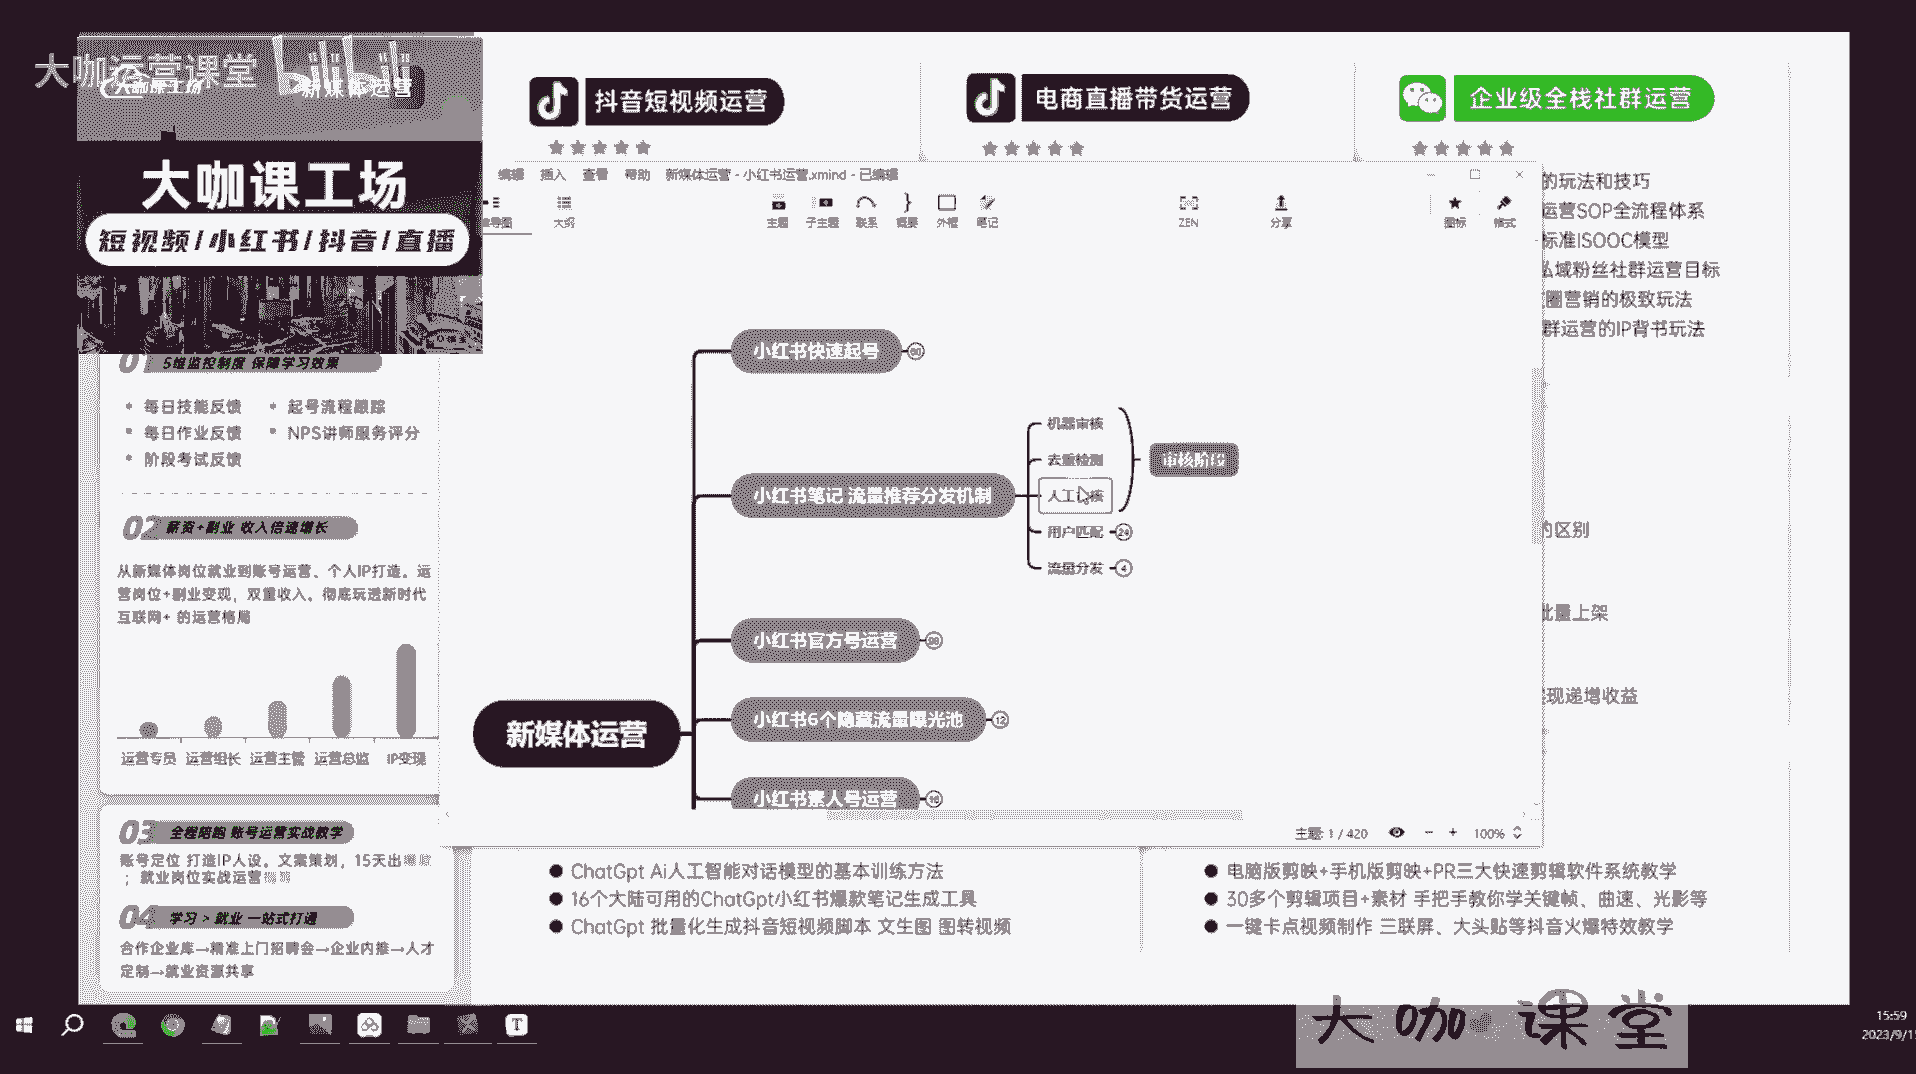 大咖运营课堂 bilibili
大咖课工场
新媒体运营
大咖课工场
短视频/小红书/抖音/直播
抖音短视频运营
电商直播带货运营
企业级全栈社群运营
的玩法和技巧
运营SOP全流程体系
标准ISOOC模型
私域粉丝社群运营目标
圈营销的极致玩法
群运营的IP背书玩法
的区别
批量上架
现递增收益
编辑 插入 查看 帮助 新媒体运营 - 小红书运营.xmind - 已编辑
导图 大纲 主题 子主题 联系 概要 外框 笔记 ZEN 分享 图标 格式
小红书快速起号
小红书笔记 流量推荐分发机制
机器审核
去重检测
人工审核
用户匹配 24
流量分发 4
审核阶段
小红书官方号运营 98
小红书6个隐藏流量曝光池 12
小红书素人号运营 16
新媒体运营
主题: 1 / 420
100%
01 5维监控制度 保障学习效果
每日技能反馈 起号流程跟踪
每日作业反馈 NPS讲师服务评分
阶段考试反馈
02 薪资+副业 收入倍速增长
从新媒体岗位就业到账号运营、个人IP打造。运
营岗位+副业变现，双重收入。彻底玩透新时代
互联网+ 的运营格局
运营专员 运营组长 运营主管 运营总监 IP变现
03 全程陪跑 账号运营实战教学
账号定位 打造IP人设。文案策划，15天出
；就业岗位实战运营
04 学习 > 就业 一站式打通
合作企业库→精准上门招聘会→企业内推→人才
定制→就业资源共享
ChatGpt Ai人工智能对话模型的基本训练方法
16个大陆可用的ChatGpt小红书爆款笔记生成工具
ChatGpt 批量化生成抖音短视频脚本 文生图 图转视频
电脑版剪映+手机版剪映+PR三大快速剪辑软件系统教学
30多个剪辑项目+素材 手把手教你学关键帧、曲速、光影等
一键卡点视频制作 三联屏、大头贴等抖音火爆特效教学
大咖课堂
15:59
2023/9/1